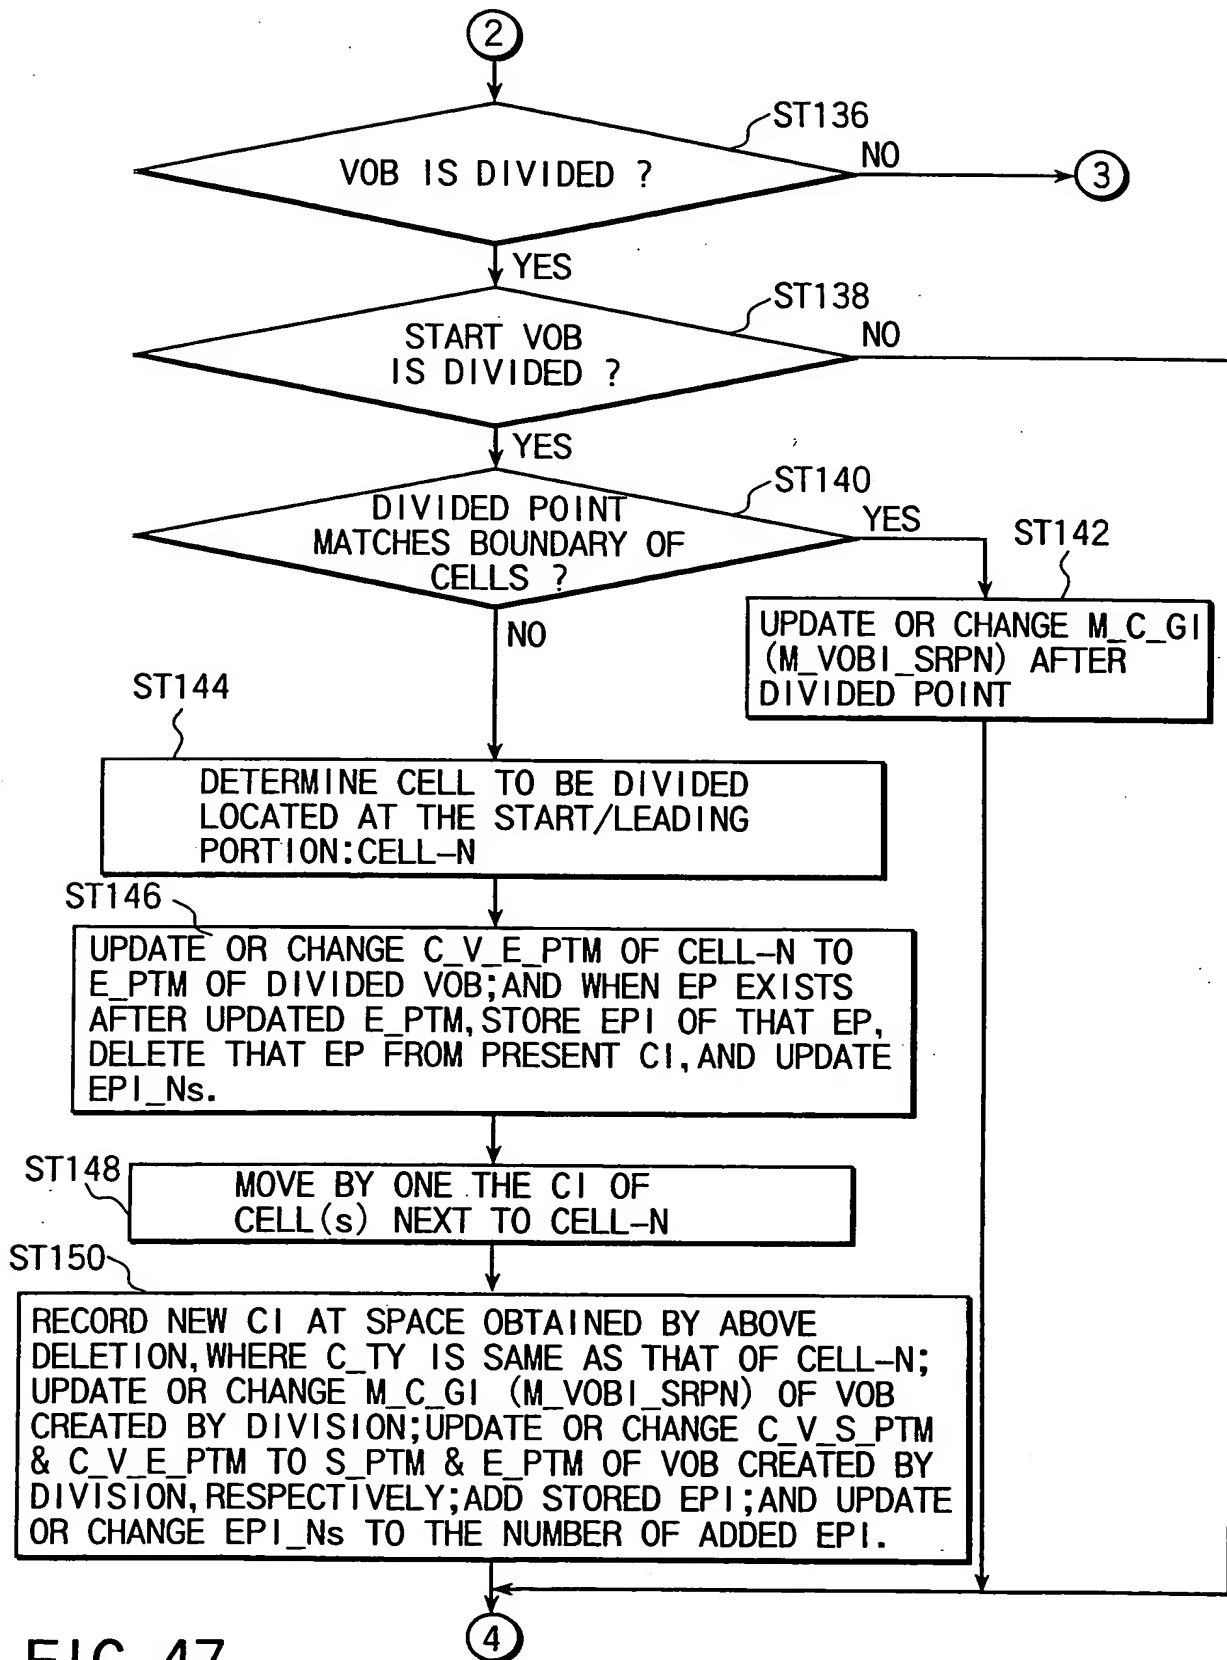 2
ST136
VOB IS DIVIDED ?
NO
3
YES
ST138
START VOB
IS DIVIDED ?
NO
YES
ST140
DIVIDED POINT
MATCHES BOUNDARY OF
CELLS ?
YES
ST142
NO
UPDATE OR CHANGE M_C_GI
(M_VOBI_SRPN) AFTER
DIVIDED POINT
ST144
DETERMINE CELL TO BE DIVIDED
LOCATED AT THE START/LEADING
PORTION:CELL-N
ST146
UPDATE OR CHANGE C_V_E_PTM OF CELL-N TO
E_PTM OF DIVIDED VOB;AND WHEN EP EXISTS
AFTER UPDATED E_PTM,STORE EPI OF THAT EP,
DELETE THAT EP FROM PRESENT CI,AND UPDATE
EPI_Ns.
ST148
MOVE BY ONE THE CI OF
CELL(s) NEXT TO CELL-N
ST150
RECORD NEW CI AT SPACE OBTAINED BY ABOVE
DELETION,WHERE C_TY IS SAME AS THAT OF CELL-N;
UPDATE OR CHANGE M_C_GI (M_VOBI_SRPN) OF VOB
CREATED BY DIVISION;UPDATE OR CHANGE C_V_S_PTM
& C_V_E_PTM TO S_PTM & E_PTM OF VOB CREATED BY
DIVISION,RESPECTIVELY;ADD STORED EPI;AND UPDATE
OR CHANGE EPI_Ns TO THE NUMBER OF ADDED EPI.
4
FIG. 47